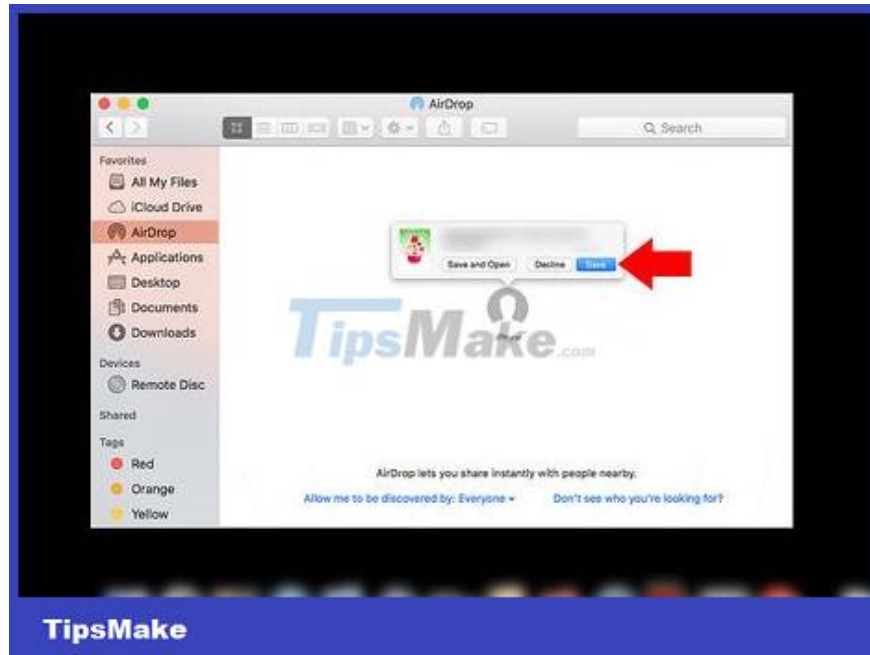 AirDrop
Search
Favorites
All My Files
iCloud Drive
AirDrop
Applications
Desktop
Documents
Downloads
Devices
Remote Disc
Shared
Tags
Red
Orange
Yellow
Save and Open Decline Save
TipsMake.com
AirDrop lets you share instantly with people nearby.
Allow me to be discovered by: Everyone Don't see who you're looking for?
TipsMake